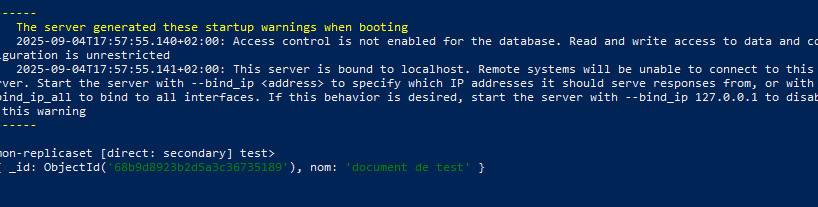 ------
The server generated these startup warnings when booting
2025-09-04T17:57:55.140+02:00: Access control is not enabled for the database. Read and write access to data and co
iguration is unrestricted
2025-09-04T17:57:55.141+02:00: This server is bound to localhost. Remote systems will be unable to connect to this
rver. Start the server with --bind_ip <address> to specify which IP addresses it should serve responses from, or with
bind_ip_all to bind to all interfaces. If this behavior is desired, start the server with --bind_ip 127.0.0.1 to disab
this warning
------
mon-replicaset [direct: secondary] test>
{ _id: ObjectId('68b9d8923b2d5a3c36735189'), nom: 'document de test' }